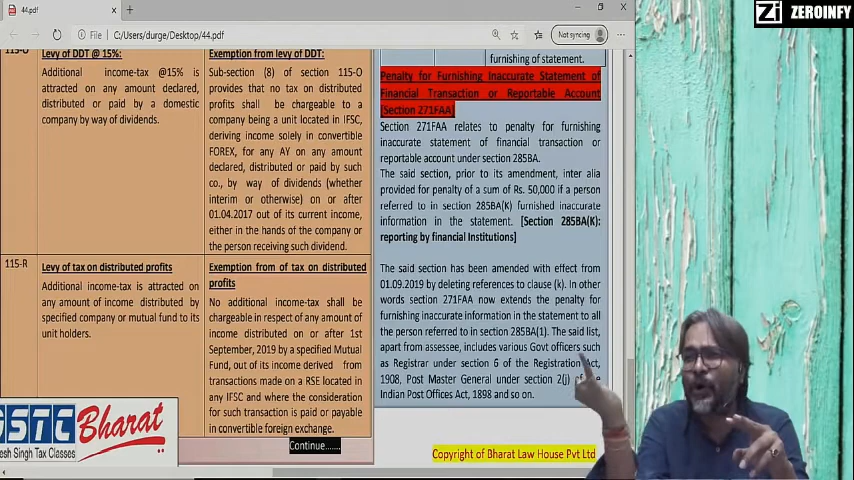 44.pdf
File
C:/Users/durge/Desktop/44.pdf
Not syncing
ZEROINFY
115-O
Levy of DDT @ 15%:
Additional income-tax @15% is
attracted on any amount declared,
distributed or paid by a domestic
company by way of dividends.
Exemption from levy of DDT:
Sub-section (8) of section 115-O
provides that no tax on distributed
profits shall be chargeable to a
company being a unit located in IFSC,
deriving income solely in convertible
FOREX, for any AY on any amount
declared, distributed or paid by such
co., by way of dividends (whether
interim or otherwise) on or after
01.04.2017 out of its current income,
either in the hands of the company or
the person receiving such dividend.
115-R
Levy of tax on distributed profits
Additional income-tax is attracted on
any amount of income distributed by
specified company or mutual fund to its
unit holders.
Exemption from of tax on distributed
profits
No additional income-tax shall be
chargeable in respect of any amount of
income distributed on or after 1st
September, 2019 by a specified Mutual
Fund, out of its income derived from
transactions made on a RSE located in
any IFSC and where the consideration
for such transaction is paid or payable
in convertible foreign exchange.
Continue.......
furnishing of statement.
Penalty for Furnishing Inaccurate Statement of
Financial Transaction or Reportable Account
[Section 271FAA]
Section 271FAA relates to penalty for furnishing
inaccurate statement of financial transaction or
reportable account under section 285BA.
The said section, prior to its amendment, inter alia
provided for penalty of a sum of Rs. 50,000 if a person
referred to in section 285BA(K) furnished inaccurate
information in the statement. [Section 285BA(K):
reporting by financial Institutions]
The said section has been amended with effect from
01.09.2019 by deleting references to clause (k). In other
words section 271FAA now extends the penalty for
furnishing inaccurate information in the statement to all
the person referred to in section 285BA(1). The said list,
apart from assessee, includes various Govt officers such
as Registrar under section 6 of the Registration Act,
1908, Post Master General under section 2(j) of the
Indian Post Offices Act, 1898 and so on.
Copyright of Bharat Law House Pvt Ltd
GSTC Bharat
esh Singh Tax Classes